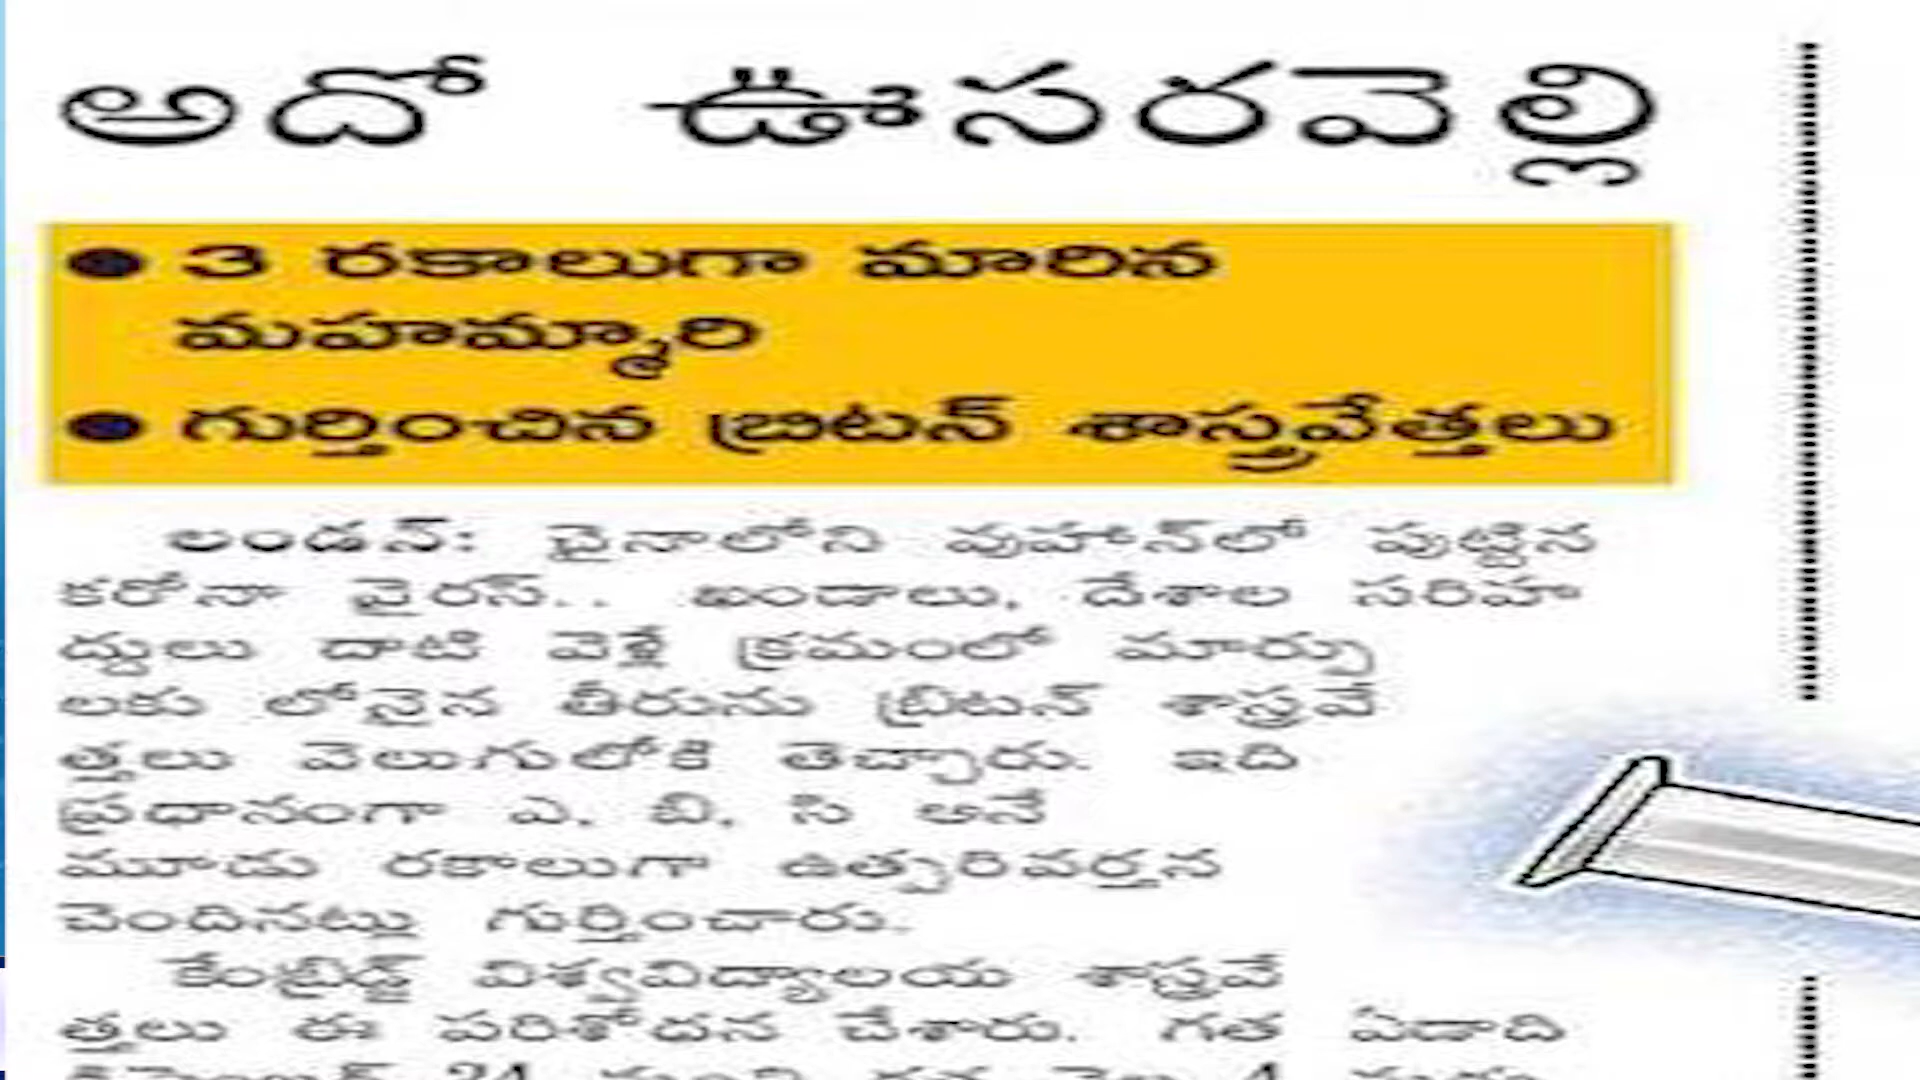 అదో ఊసరవెల్లి
● 3 రకాలుగా మారిన
మహమ్మారి
● గుర్తించిన బ్రిటన్ శాస్త్రవేత్తలు
లండన్: చైనాలోని వుహాన్‌లో పుట్టిన
కరోనా వైరస్.. ఖండాలు, దేశాల సరిహ
ద్దులు దాటి వెళ్లే క్రమంలో మార్పు
లకు లోనైన తీరును బ్రిటన్ శాస్త్రవే
త్తలు వెలుగులోకి తెచ్చారు. ఇది
ప్రధానంగా ఎ, బి, సి అనే
మూడు రకాలుగా ఉత్పరివర్తన
చెందినట్లు గుర్తించారు.
కేంబ్రిడ్జ్ విశ్వవిద్యాలయ శాస్త్రవే
త్తలు ఈ పరిశోధన చేశారు. గత ఏడాది